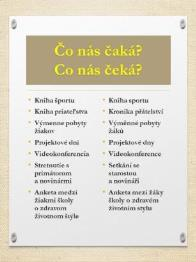 Čo nás čaká?
Co nás čeká?
Kniha športu
Kniha priateľstva
Výmenne pobyty
žiakov
Projektové dni
Videokonferencia
Stretnutie s
primátorom
a novinármi
Anketa medzi
žiakmi školy
o zdravom
životnom štýle
Kniha sportu
Kronika přátelství
Výměnné pobyty
žáků
Projektové dny
Videokonference
Setkání se
starostou
a novináři
Anketa mezi žáky
školy o zdravém
životním stylu